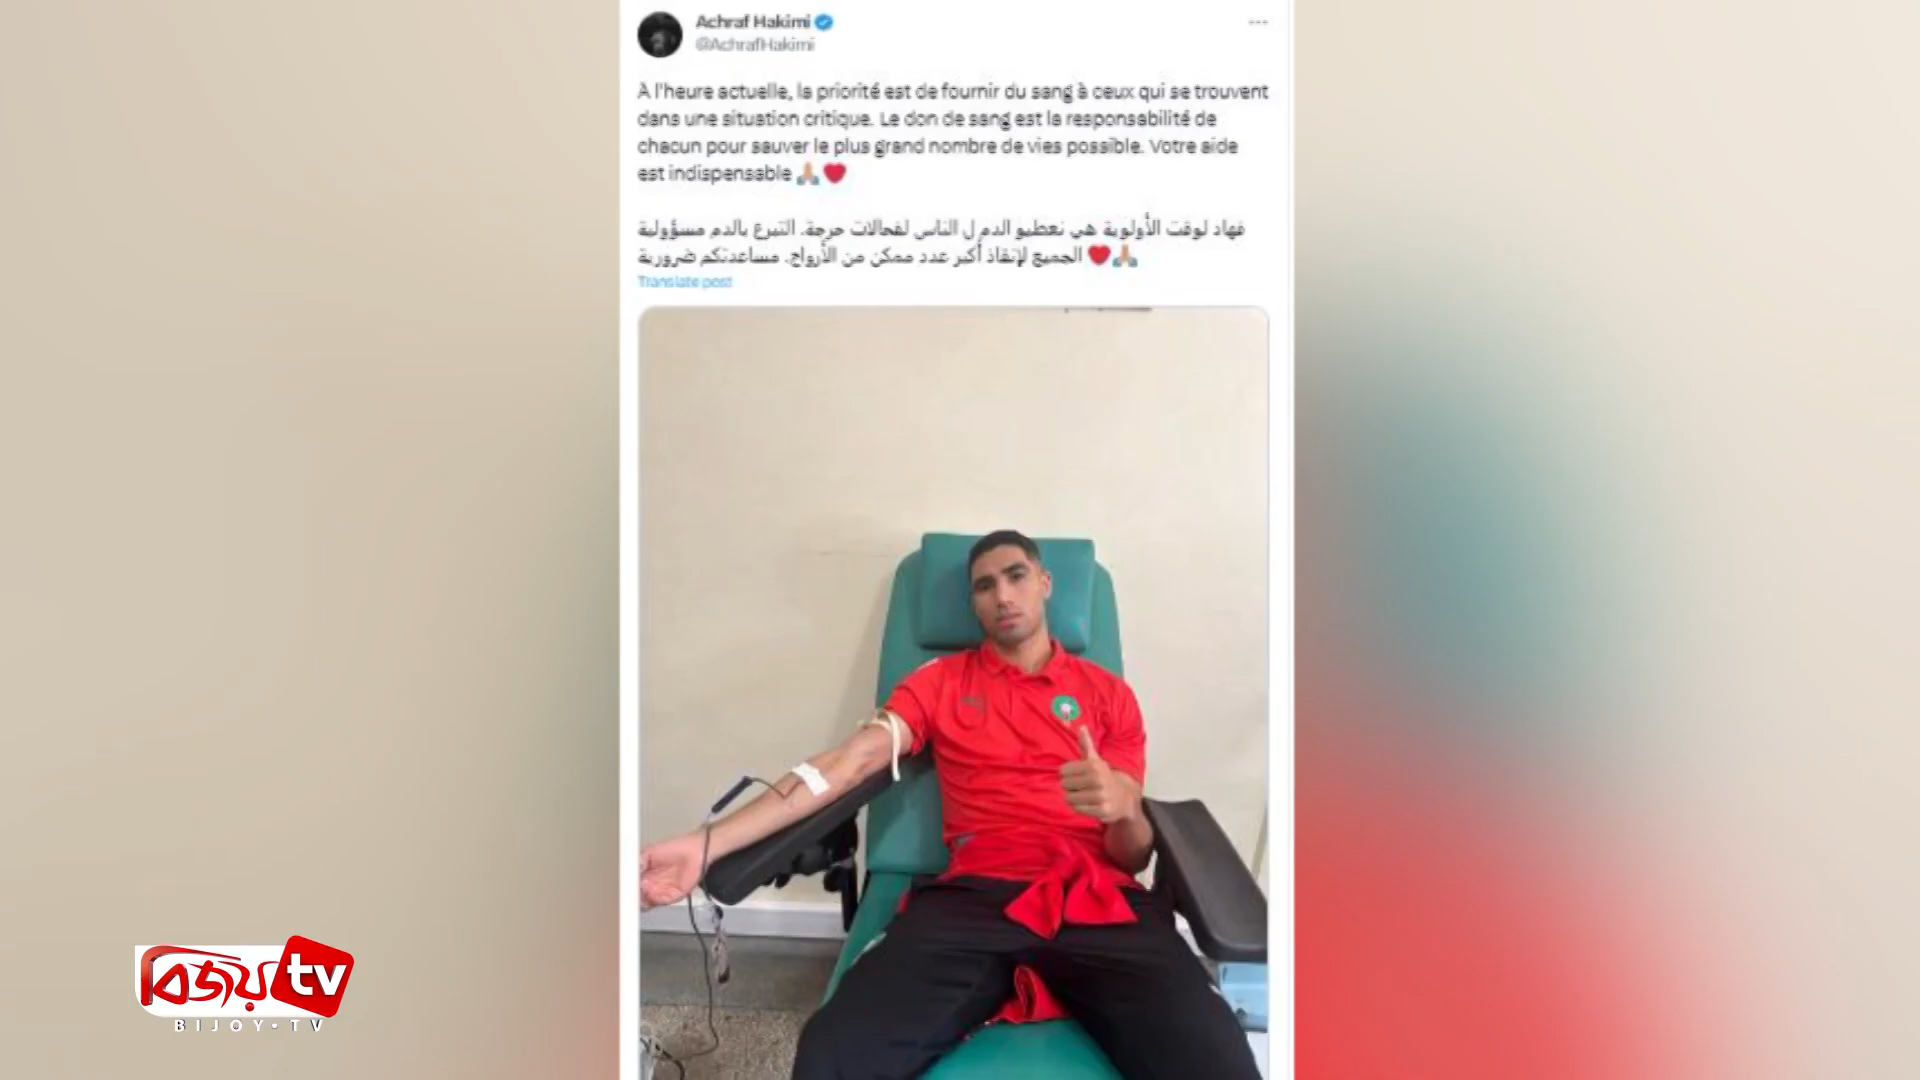 Achraf Hakimi
@AchrafHakimi
À l'heure actuelle, la priorité est de fournir du sang à ceux qui se trouvent
dans une situation critique. Le don de sang est la responsabilité de
chacun pour sauver le plus grand nombre de vies possible. Votre aide
est indispensable 🙏🏼❤️
فهاد لوقت الأولوية هي نعطيو الدم ل الناس لفحالات حرجة. التبرع بالدم مسؤولية
الجميع لإنقاذ أكبر عدد ممكن من الأرواح. مساعدتكم ضرورية ❤️🙏🏼
Translate post
বিজয় tv
BIJOY·TV